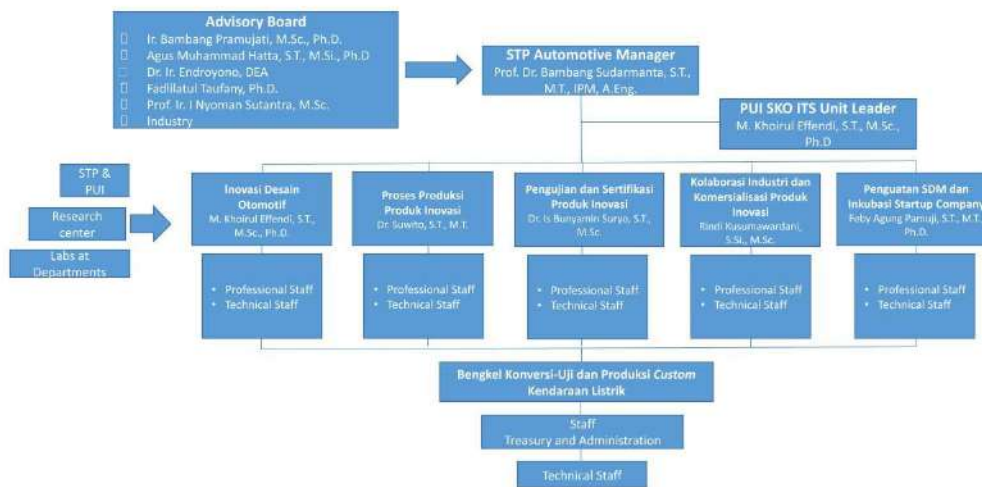 Advisory Board
Ir. Bambang Pramujati, M.Sc., Ph.D.
Agus Muhammad Hatta, S.T., M.Si., Ph.D
Dr. Ir. Endroyono, DEA
Fadlilatul Taufany, Ph.D.
Prof. Ir. I Nyoman Sutantra, M.Sc.
Industry
STP Automotive Manager
Prof. Dr. Bambang Sudarmanta, S.T.,
M.T., IPM, A.Eng.
PUI SKO ITS Unit Leader
M. Khoirul Effendi, S.T., M.Sc.,
Ph.D
STP &
PUI
Research
center
Labs at
Departments
Inovasi Desain
Otomotif
M. Khoirul Effendi, S.T.,
M.Sc., Ph.D.
Proses Produksi
Produk Inovasi
Dr. Suwito, S.T., M.T.
Pengujian dan Sertifikasi
Produk Inovasi
Dr. Is Bunyamin Suryo, S.T.,
M.Sc.
Kolaborasi Industri dan
Komersialisasi Produk
Inovasi
Rindi Kusumawardani,
S.Si., M.Sc.
Penguatan SDM dan
Inkubasi Startup Company
Feby Agung Pamuji, S.T., M.T.
Ph.D.
• Professional Staff
• Technical Staff
• Professional Staff
• Technical Staff
• Professional Staff
• Technical Staff
• Professional Staff
• Technical Staff
• Professional Staff
• Technical Staff
Bengkel Konversi-Uji dan Produksi Custom
Kendaraan Listrik
Staff
Treasury and Administration
Technical Staff